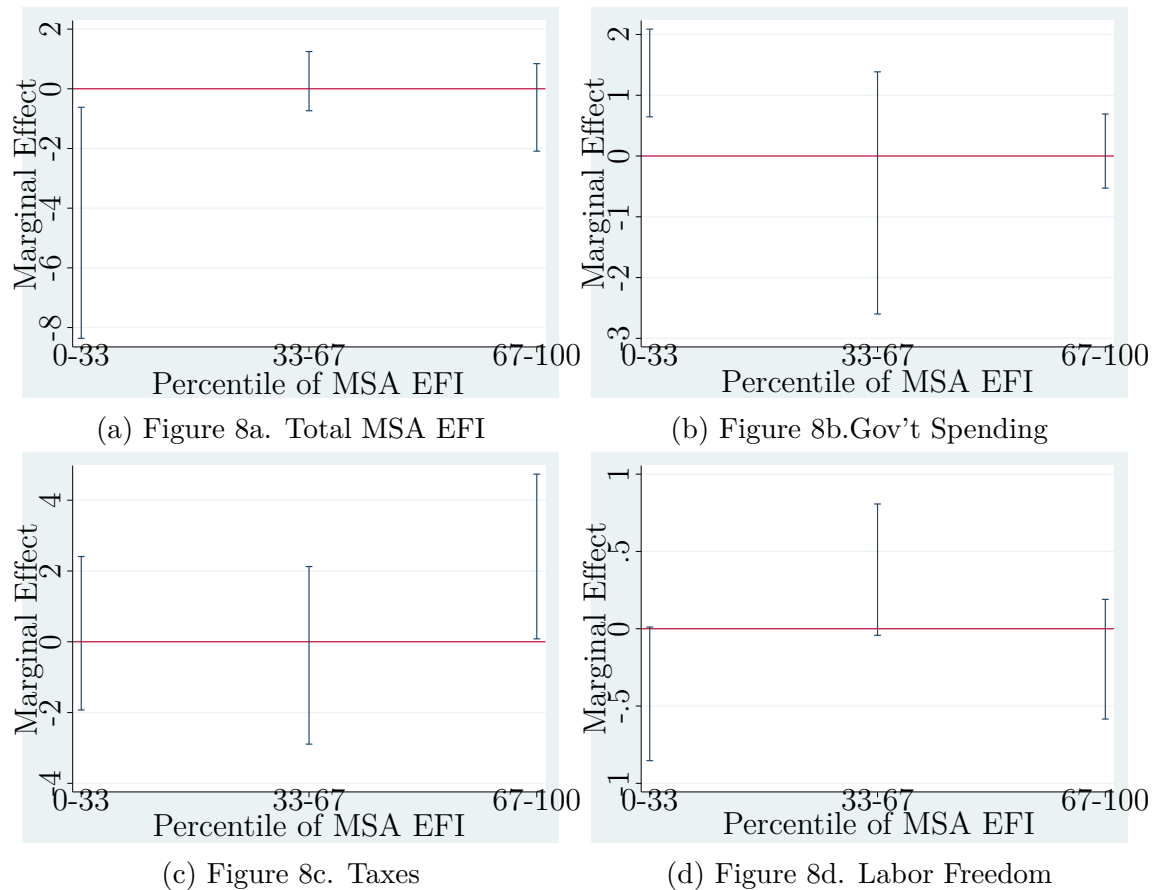 Marginal Effect
2
0
-2
-4
-6
-8
0-33
33-67
67-100
Percentile of MSA EFI
(a) Figure 8a. Total MSA EFI
Marginal Effect
2
1
0
-1
-2
-3
0-33
33-67
67-100
Percentile of MSA EFI
(b) Figure 8b.Gov't Spending
Marginal Effect
4
2
0
-2
-4
0-33
33-67
67-100
Percentile of MSA EFI
(c) Figure 8c. Taxes
Marginal Effect
1
.5
0
-.5
-1
0-33
33-67
67-100
Percentile of MSA EFI
(d) Figure 8d. Labor Freedom